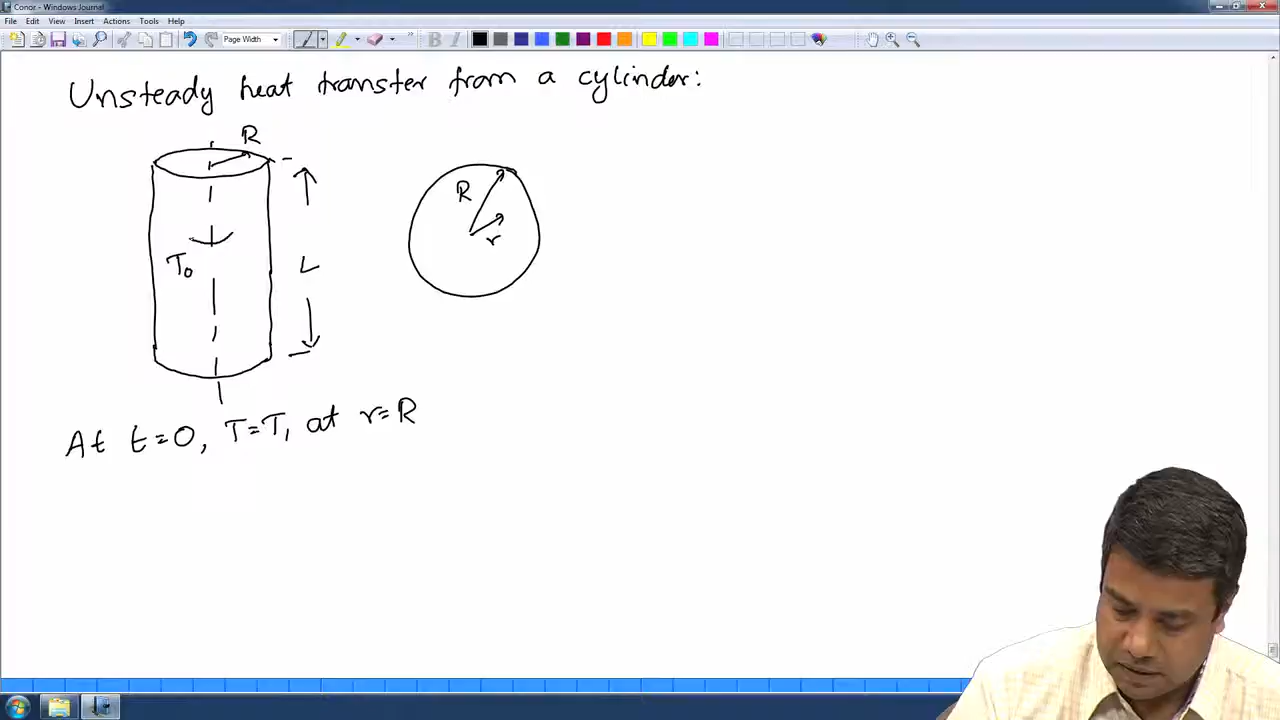 Conor - Windows Journal
File Edit View Insert Actions Tools Help
Page Width
B I
Unsteady heat transfer from a cylinder:
R
R
r
T₀
L
At t=0, T=T₁ at r=R